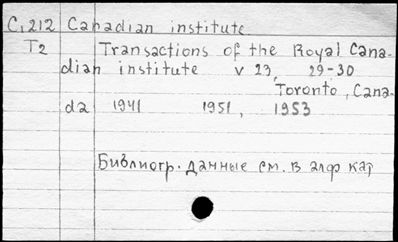 C,212 Canadian institute
T2 Transactions of the Royal Cana-
dian institute v 23, 29-30
Toronto, Cana-
da 1941 1951, 1953
Библиогр. данные см. в алф кат